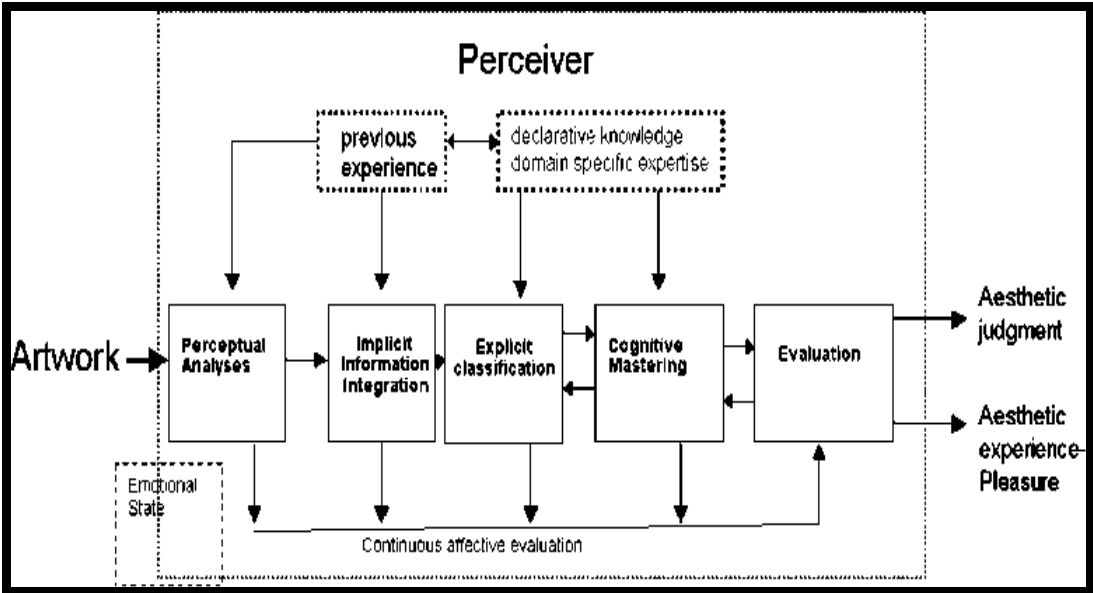 Perceiver
previous
experience
declarative knowledge
domain specific expertise
Artwork
Perceptual
Analyses
Implicit
Information
Integration
Explicit
classification
Cognitive
Mastering
Evaluation
Aesthetic
judgment
Aesthetic
experience-
Pleasure
Emotional
State
Continuous affective evaluation